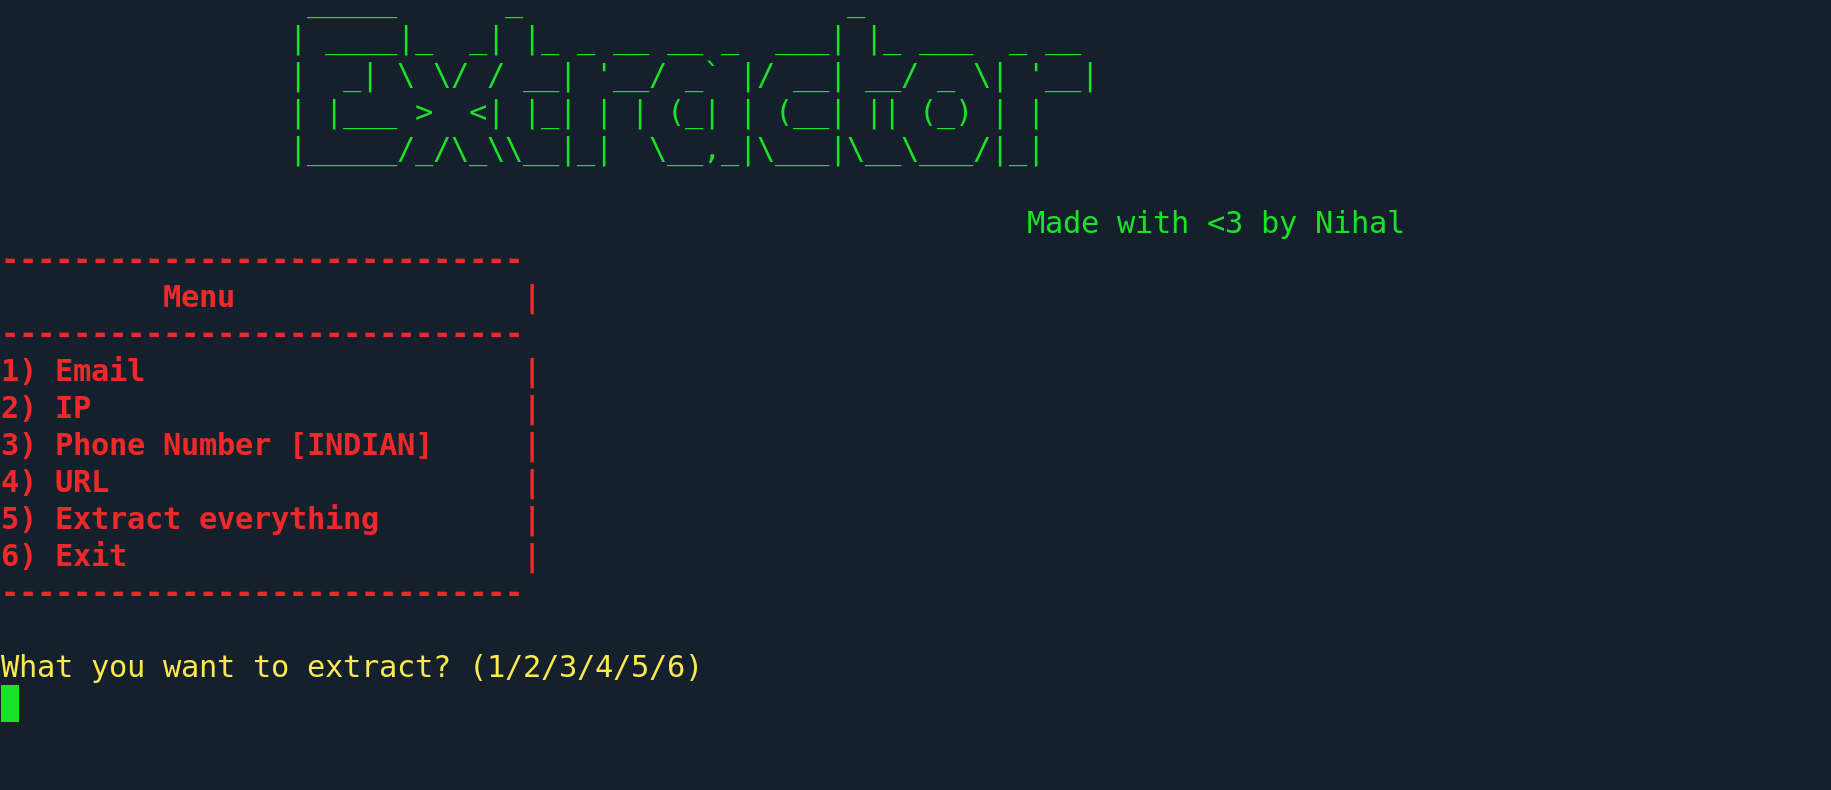 Extractor
Made with <3 by Nihal
-----------------------------
Menu |
-----------------------------
1) Email |
2) IP |
3) Phone Number [INDIAN] |
4) URL |
5) Extract everything |
6) Exit |
-----------------------------
What you want to extract? (1/2/3/4/5/6)